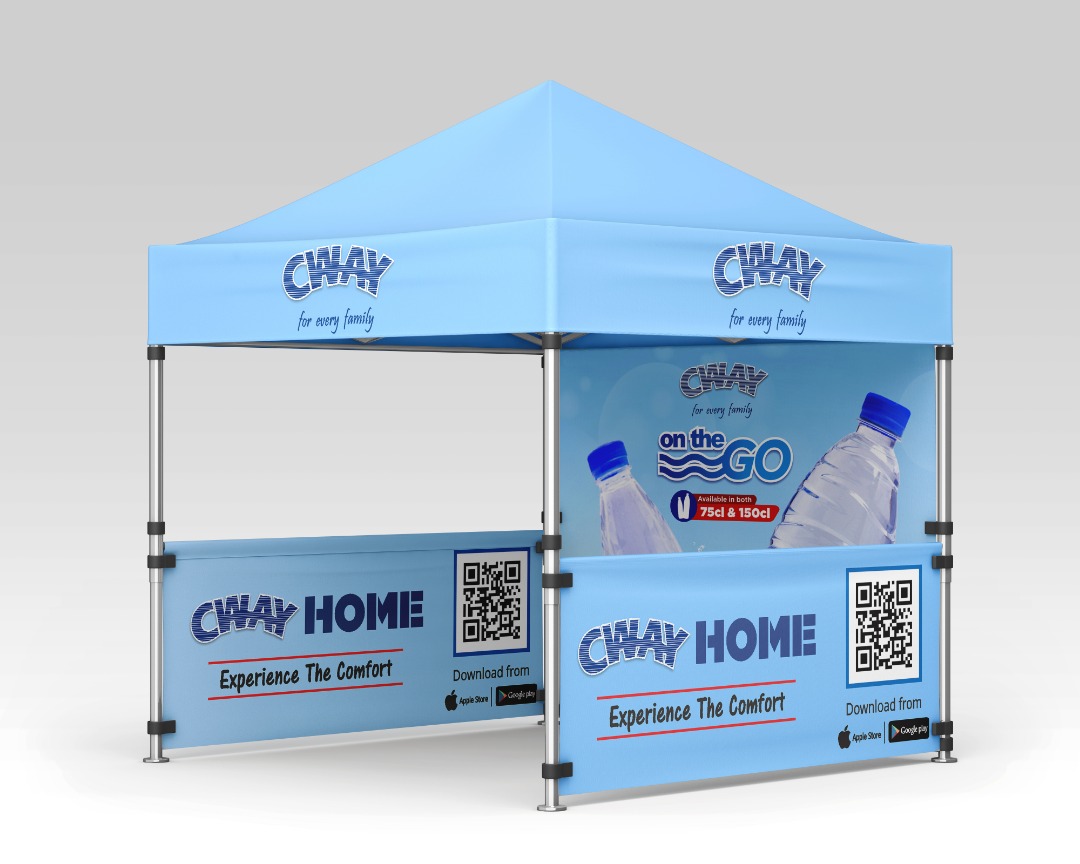 CWAY
for every family
CWAY
for every family
CWAY
for every family
on the
GO
Available in both
75cl & 150cl
CWAY HOME
Experience The Comfort
Download from
Apple Store
Google play
CWAY HOME
Experience The Comfort
Download from
Apple Store
Google play